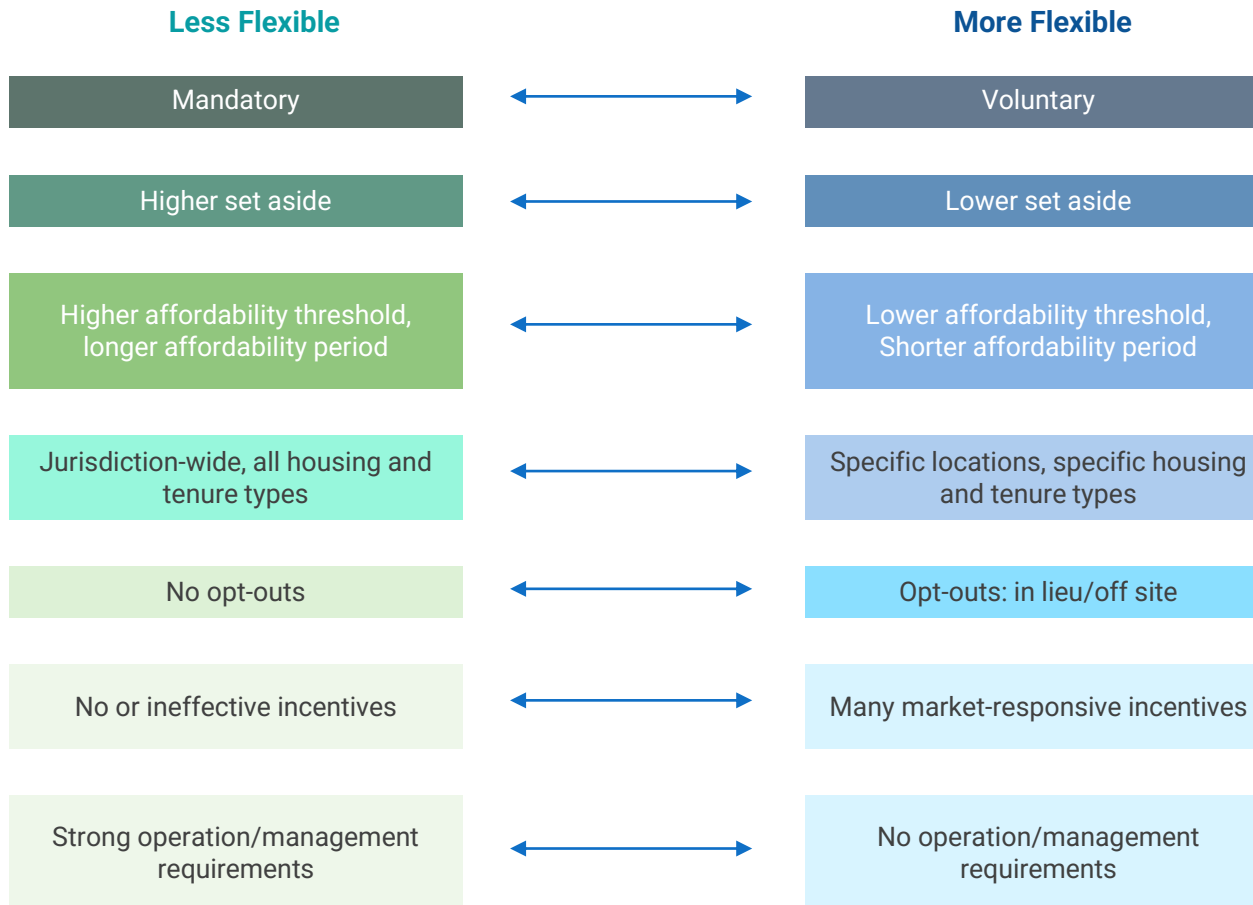 Less Flexible
More Flexible
Mandatory
Voluntary
Higher set aside
Lower set aside
Higher affordability threshold,
longer affordability period
Lower affordability threshold,
Shorter affordability period
Jurisdiction-wide, all housing and
tenure types
Specific locations, specific housing
and tenure types
No opt-outs
Opt-outs: in lieu/off site
No or ineffective incentives
Many market-responsive incentives
Strong operation/management
requirements
No operation/management
requirements